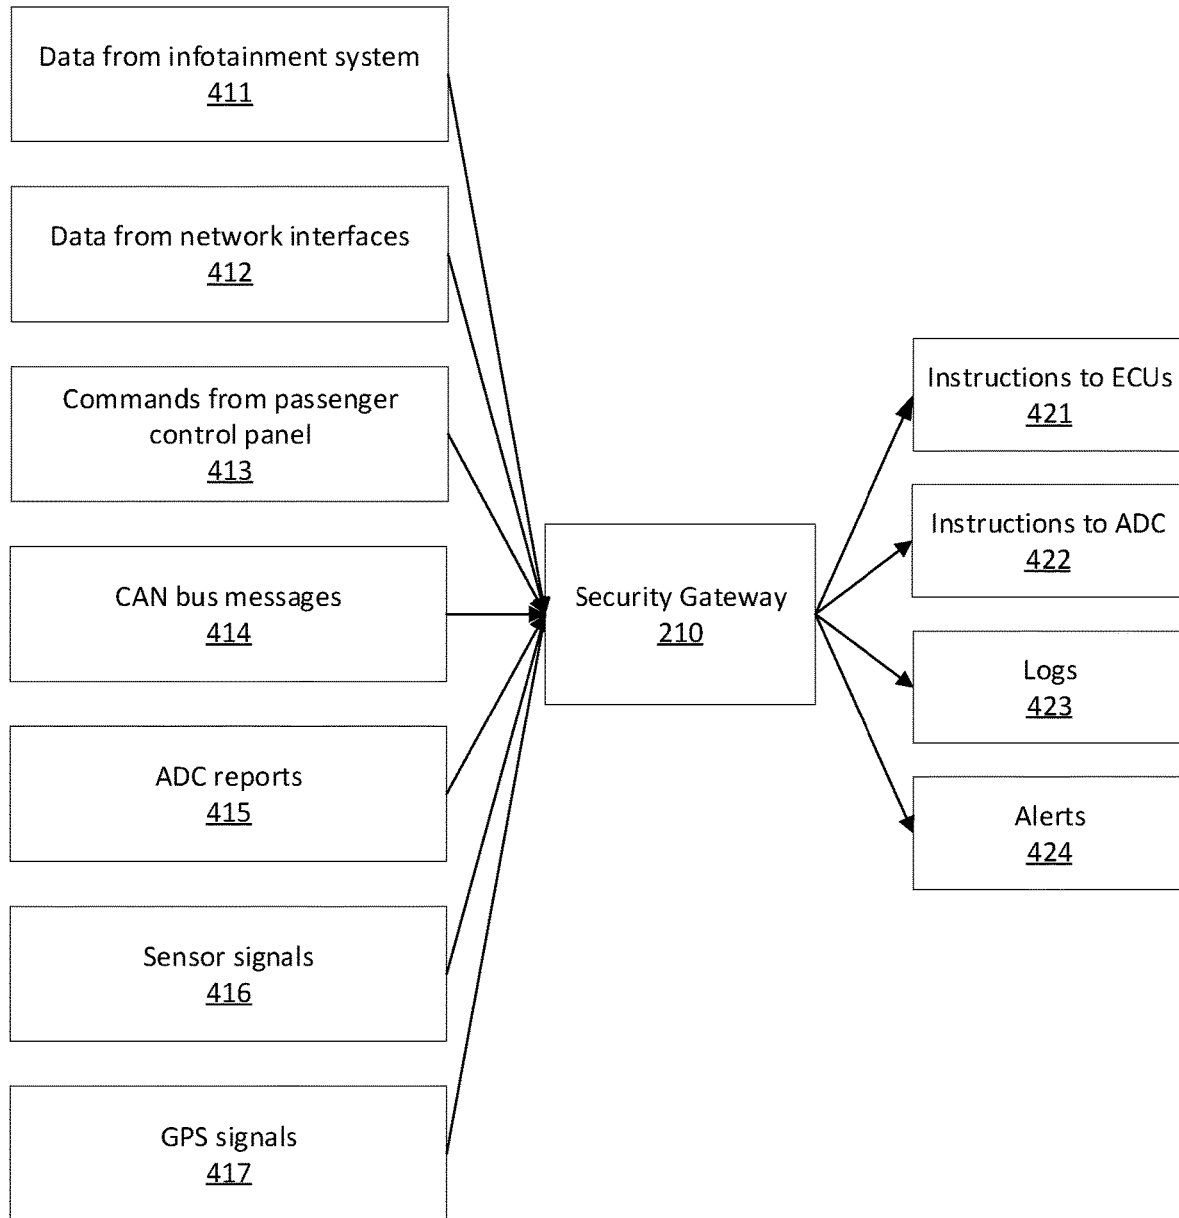 Data from infotainment system
411
Data from network interfaces
412
Commands from passenger
control panel
413
CAN bus messages
414
ADC reports
415
Sensor signals
416
GPS signals
417
Security Gateway
210
Instructions to ECUs
421
Instructions to ADC
422
Logs
423
Alerts
424